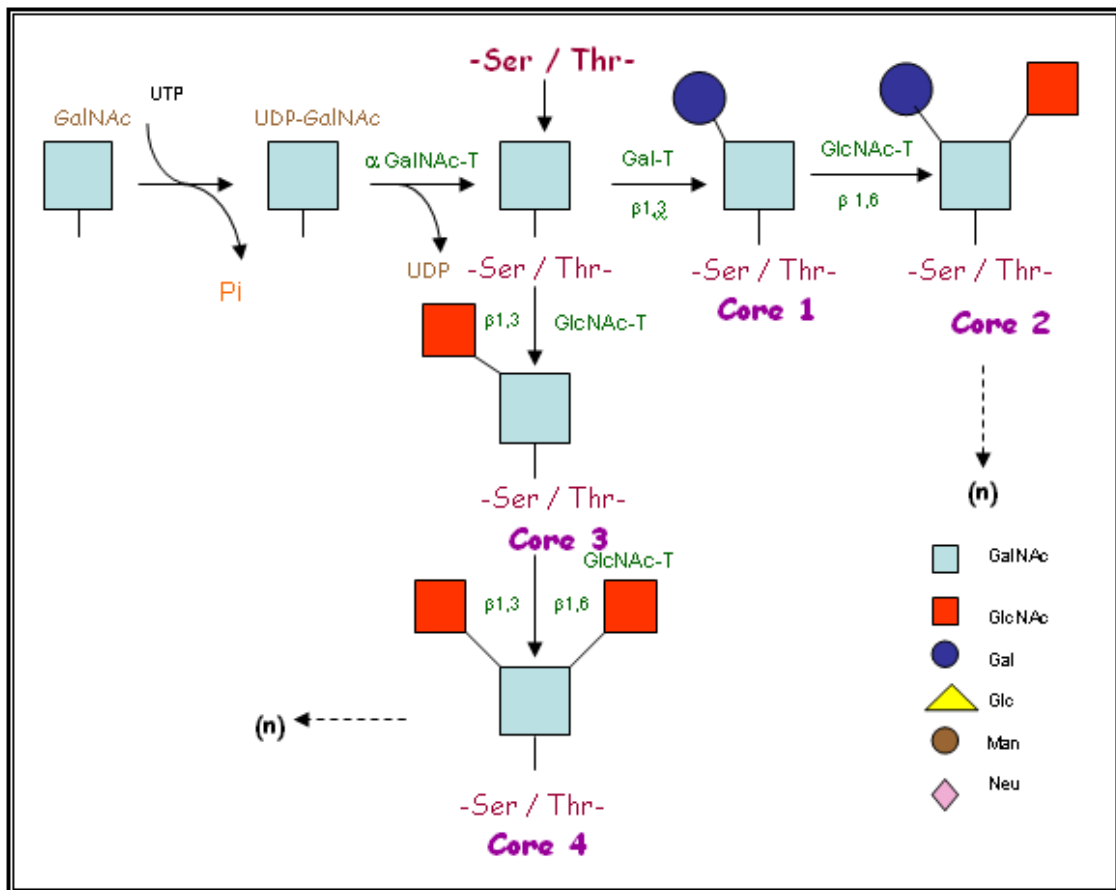 -Ser / Thr-
UTP
GalNAc
UDP-GalNAc
α GalNAc-T
Gal-T
GlcNAc-T
β1,3
β 1,6
UDP
Pi
-Ser / Thr-
-Ser / Thr-
-Ser / Thr-
Core 1
Core 2
β1,3
GlcNAc-T
-Ser / Thr-
Core 3
(n)
GlcNAc-T
β1,3
β1,6
(n)
-Ser / Thr-
Core 4
GalNAc
GlcNAc
Gal
Glc
Man
Neu